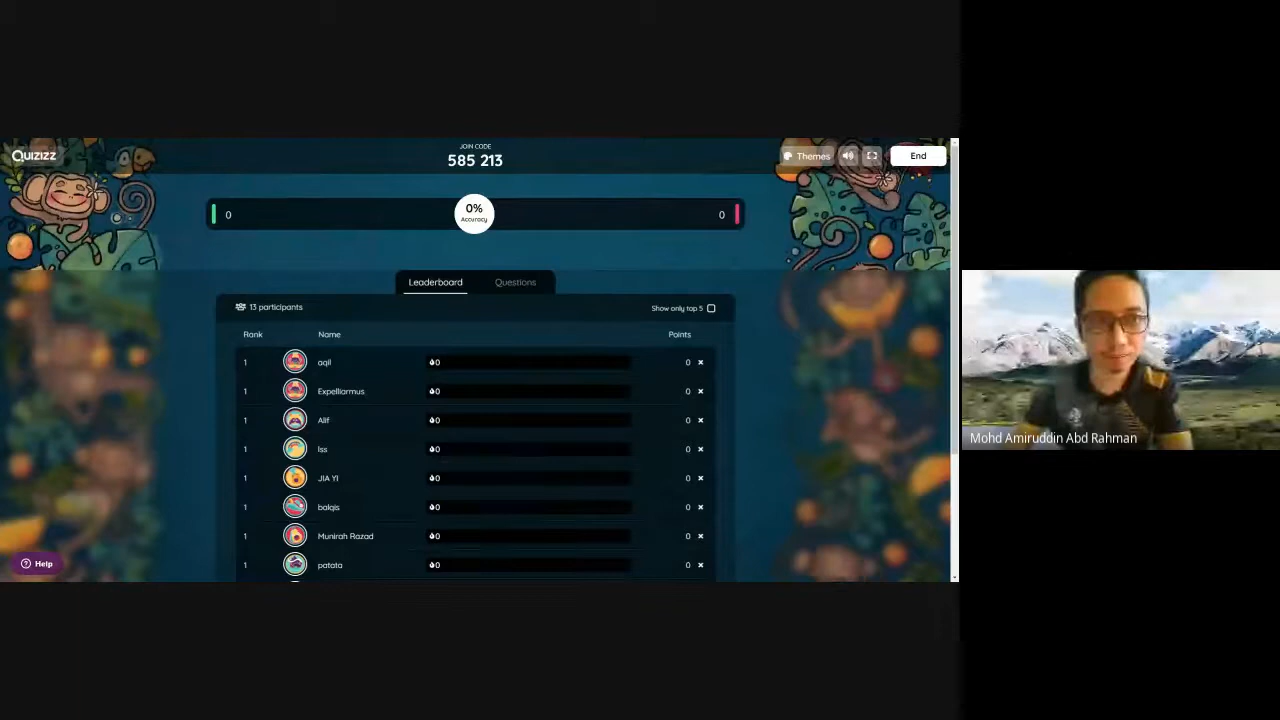 Quizizz
JOIN CODE
585 213
Themes
End
0
0%
Accuracy
0
Leaderboard
Questions
13 participants
Show only top 5
Rank
Name
Points
1 aqil 0 0
1 Expelliarmus 0 0
1 Alif 0 0
1 lss 0 0
1 JIA YI 0 0
1 balqis 0 0
1 Munirah Razad 0 0
1 patata 0 0
Help
Mohd Amiruddin Abd Rahman